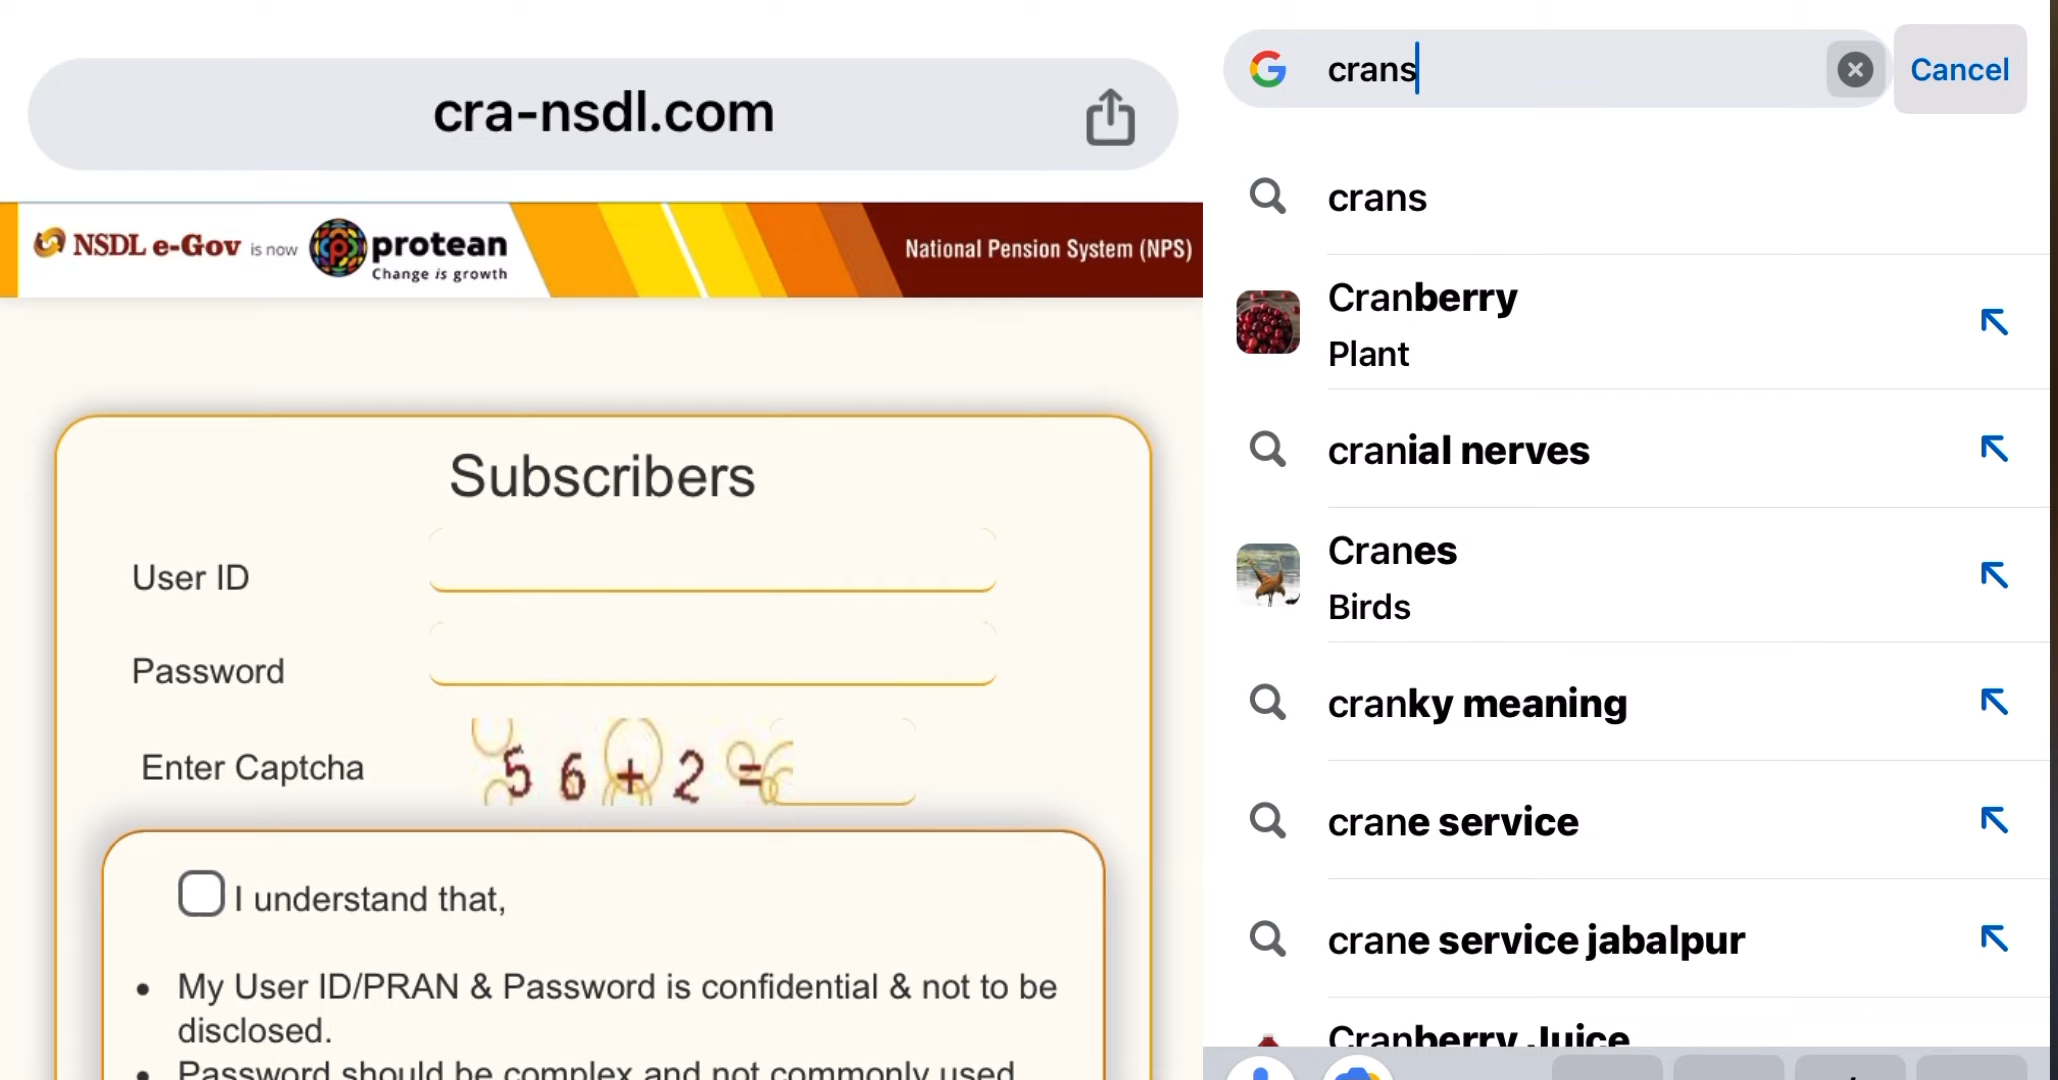 cra-nsdl.com
NSDL e-Gov is now protean
Change is growth
National Pension System (NPS)
Subscribers
User ID
Password
Enter Captcha
5 6 + 2 =
I understand that,
• My User ID/PRAN & Password is confidential & not to be
disclosed.
• Password should be complex and not commonly used
crans
Cancel
crans
Cranberry
Plant
cranial nerves
Cranes
Birds
cranky meaning
crane service
crane service jabalpur
Cranberry Juice